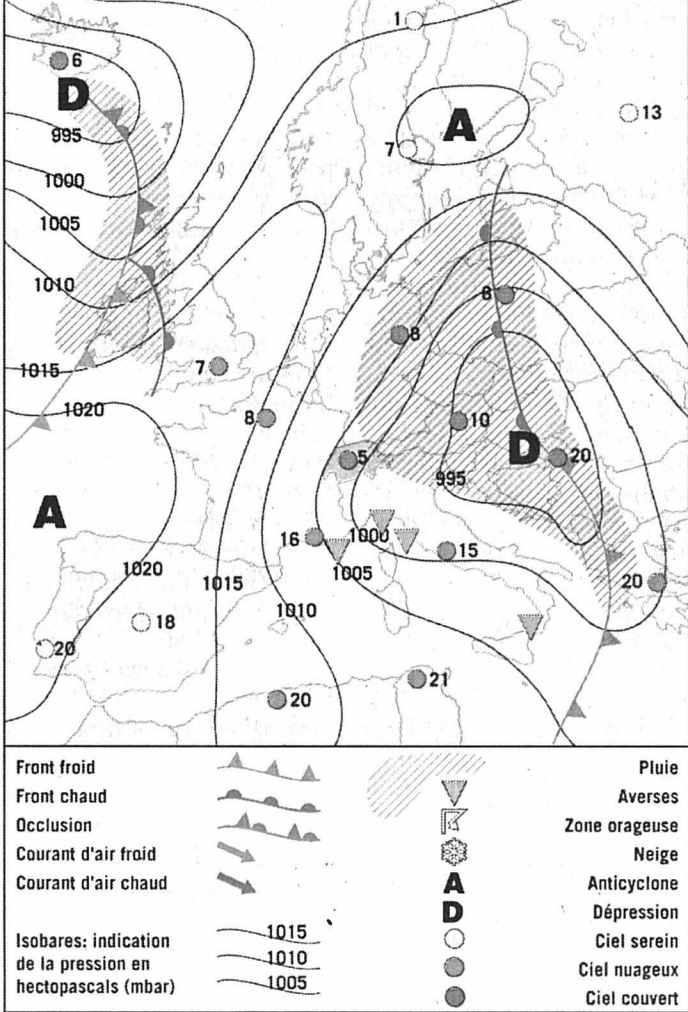 1
6
D
A
13
995
7
1000
1005
1010
8
8
1015
7
1020
8
10
D
5
20
995
A
16
1000
15
1020
1005
1015
20
1010
18
20
21
20
Front froid
Pluie
Front chaud
Averses
Occlusion
Zone orageuse
Courant d'air froid
Neige
Courant d'air chaud
A
Anticyclone
D
Dépression
Isobares: indication
de la pression en
hectopascals (mbar)
1015
1010
1005
Ciel serein
Ciel nuageux
Ciel couvert